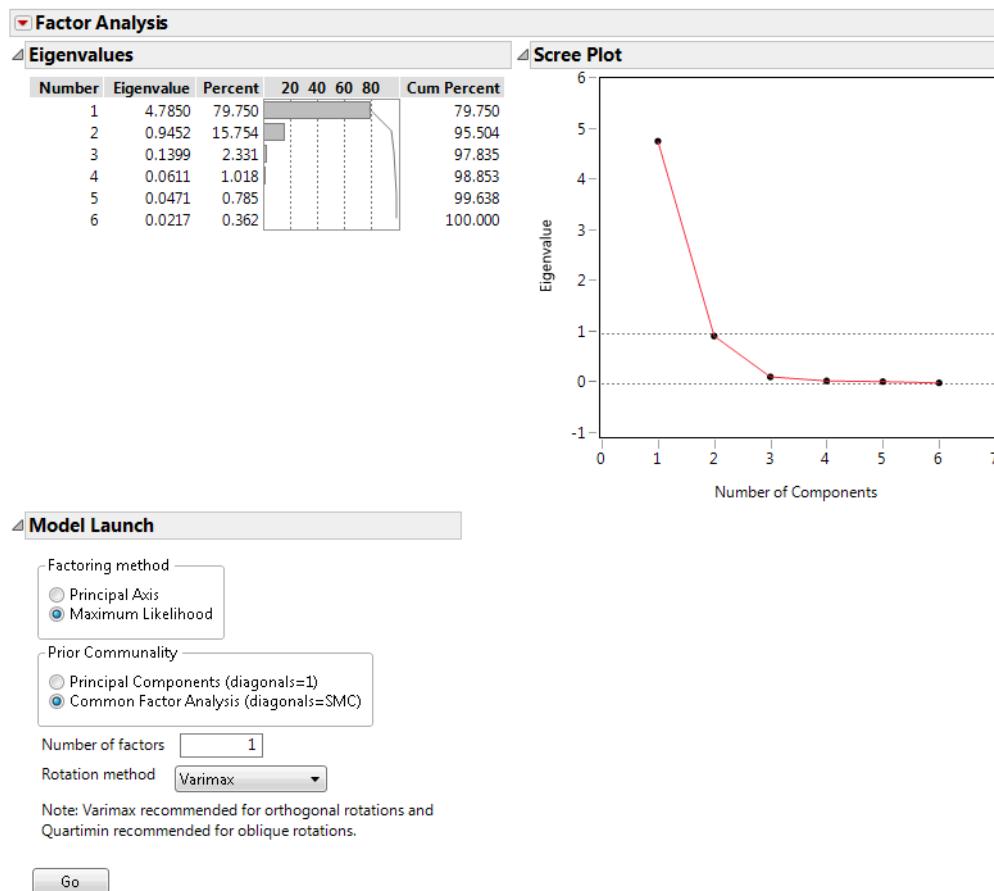 Factor Analysis
Eigenvalues
Number Eigenvalue Percent 20 40 60 80 Cum Percent
1 4.7850 79.750 79.750
2 0.9452 15.754 95.504
3 0.1399 2.331 97.835
4 0.0611 1.018 98.853
5 0.0471 0.785 99.638
6 0.0217 0.362 100.000
Scree Plot
6
5
4
3
2
1
0
-1
Eigenvalue
0 1 2 3 4 5 6 7
Number of Components
Model Launch
Factoring method
Principal Axis
Maximum Likelihood
Prior Communality
Principal Components (diagonals=1)
Common Factor Analysis (diagonals=SMC)
Number of factors 1
Rotation method Varimax
Note: Varimax recommended for orthogonal rotations and
Quartimin recommended for oblique rotations.
Go